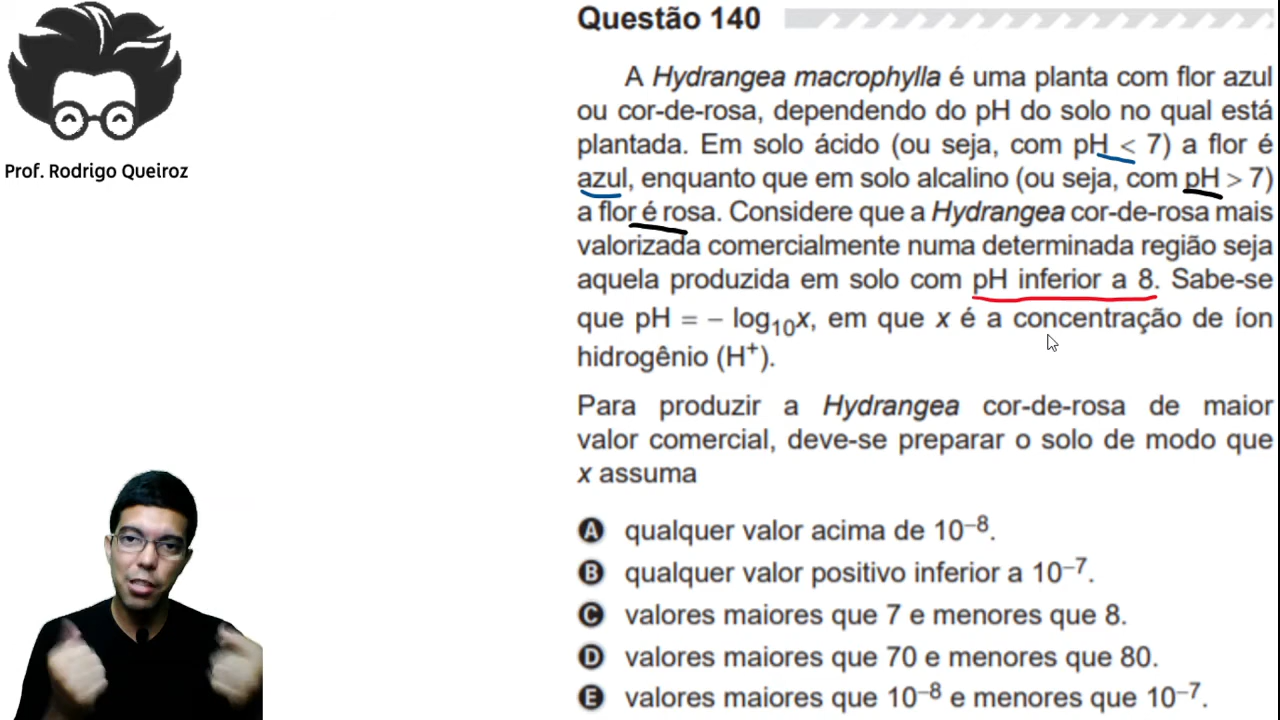 Questão 140
A Hydrangea macrophylla é uma planta com flor azul
ou cor-de-rosa, dependendo do pH do solo no qual está
plantada. Em solo ácido (ou seja, com pH < 7) a flor é
azul, enquanto que em solo alcalino (ou seja, com pH > 7)
a flor é rosa. Considere que a Hydrangea cor-de-rosa mais
valorizada comercialmente numa determinada região seja
aquela produzida em solo com pH inferior a 8. Sabe-se
que pH = – log₁₀x, em que x é a concentração de íon
hidrogênio (H⁺).
Para produzir a Hydrangea cor-de-rosa de maior
valor comercial, deve-se preparar o solo de modo que
x assuma
A qualquer valor acima de 10⁻⁸.
B qualquer valor positivo inferior a 10⁻⁷.
C valores maiores que 7 e menores que 8.
D valores maiores que 70 e menores que 80.
E valores maiores que 10⁻⁸ e menores que 10⁻⁷.
Prof. Rodrigo Queiroz